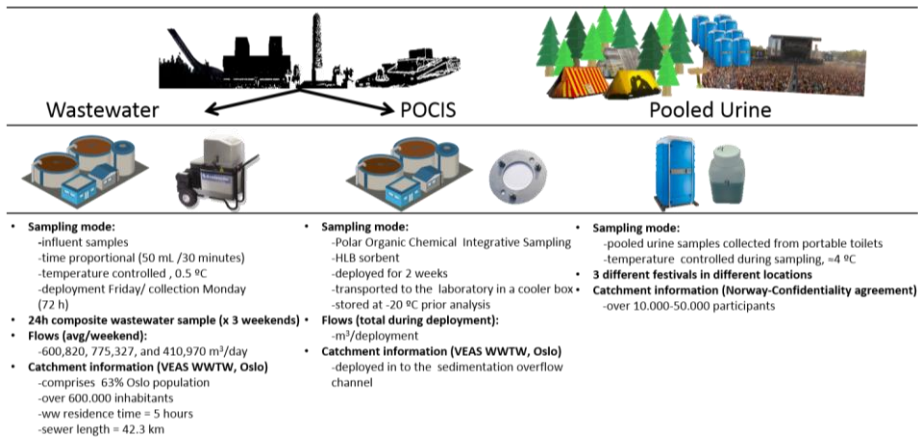 Wastewater
POCIS
Pooled Urine
• Sampling mode:
-influent samples
-time proportional (50 mL /30 minutes)
-temperature controlled , 0.5 ºC
-deployment Friday/ collection Monday
(72 h)
• 24h composite wastewater sample (x 3 weekends)
• Flows (avg/weekend):
-600,820, 775,327, and 410,970 m³/day
• Catchment information (VEAS WWTW, Oslo)
-comprises 63% Oslo population
-over 600.000 inhabitants
-ww residence time = 5 hours
-sewer length = 42.3 km
• Sampling mode:
-Polar Organic Chemical Integrative Sampling
-HLB sorbent
-deployed for 2 weeks
-transported to the laboratory in a cooler box
-stored at -20 ºC prior analysis
• Flows (total during deployment):
-m³/deployment
• Catchment information (VEAS WWTW, Oslo)
-deployed in to the sedimentation overflow
channel
• Sampling mode:
-pooled urine samples collected from portable toilets
-temperature controlled during sampling, ≈4 ºC
• 3 different festivals in different locations
• Catchment information (Norway-Confidentiality agreement)
-over 10.000-50.000 participants